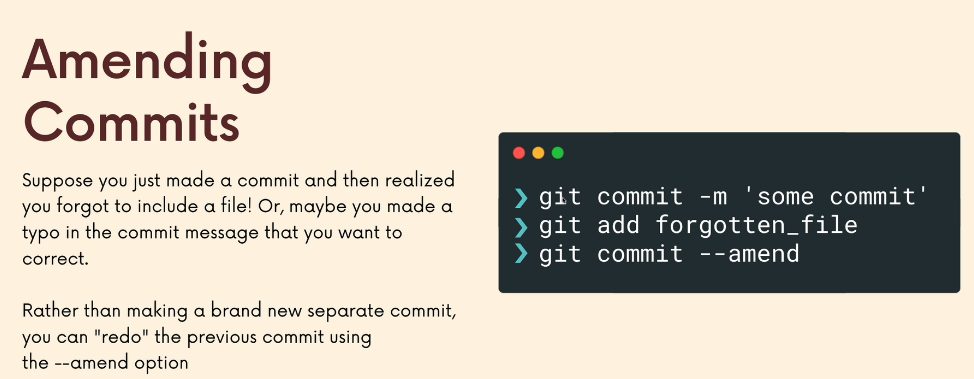 Amending
Commits
Suppose you just made a commit and then realized
you forgot to include a file! Or, maybe you made a
typo in the commit message that you want to
correct.
Rather than making a brand new separate commit,
you can "redo" the previous commit using
the --amend option
❯ git commit -m 'some commit'
❯ git add forgotten_file
❯ git commit --amend